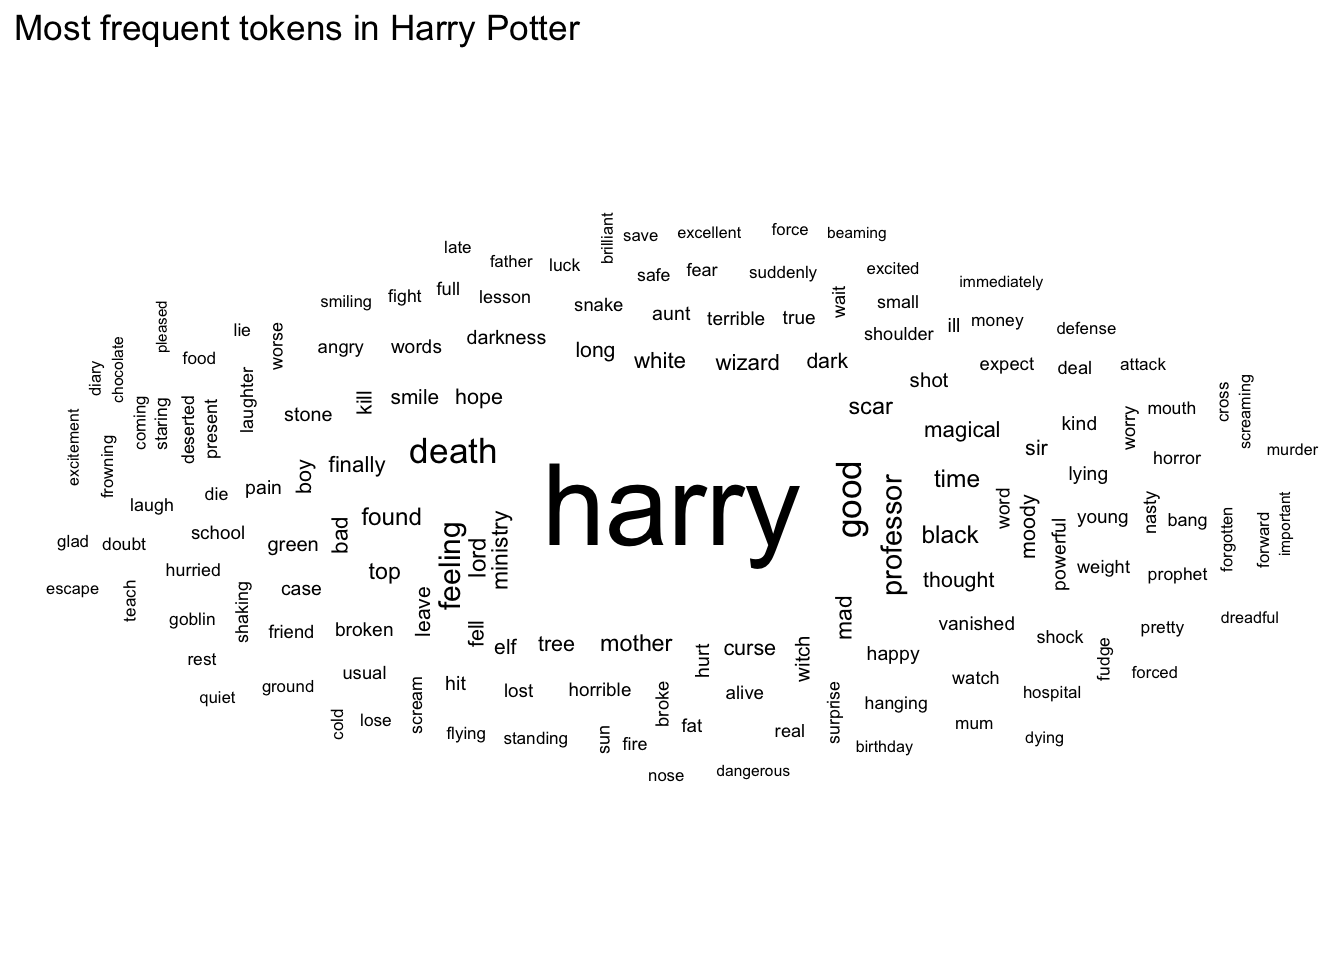 Most frequent tokens in Harry Potter
brilliant
save
excellent
force
beaming
late
father
luck
safe
fear
suddenly
excited
immediately
smiling
fight
full
lesson
snake
aunt
terrible
true
wait
small
shoulder
ill
money
defense
pleased
lie
worse
angry
words
darkness
long
white
wizard
dark
shot
expect
deal
attack
food
diary
chocolate
coming
staring
deserted
present
laughter
stone
kill
smile
hope
scar
magical
sir
kind
worry
mouth
cross
screaming
murder
excitement
frowning
laugh
die
pain
boy
finally
death
harry
good
professor
time
word
moody
lying
horror
nasty
bang
forgotten
forward
important
glad
doubt
school
green
bad
found
feeling
lord
ministry
black
young
powerful
weight
prophet
escape
teach
hurried
goblin
shaking
case
top
leave
thought
friend
broken
fell
elf
tree
mother
hurt
curse
witch
mad
happy
vanished
shock
fudge
pretty
dreadful
forced
rest
quiet
ground
usual
hit
lost
horrible
broke
alive
surprise
hanging
watch
hospital
cold
lose
scream
flying
standing
sun
fire
fat
real
birthday
mum
dying
nose
dangerous